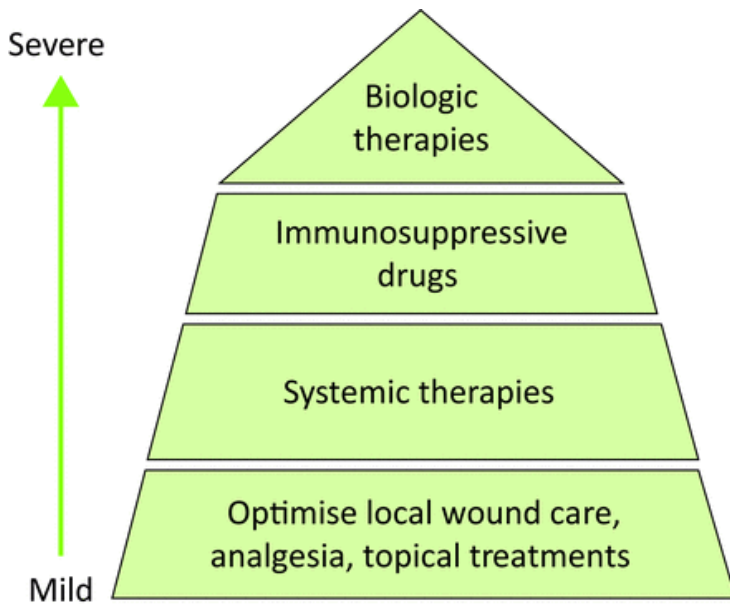 Severe
Biologic
therapies
Immunosuppressive
drugs
Systemic therapies
Optimise local wound care,
analgesia, topical treatments
Mild